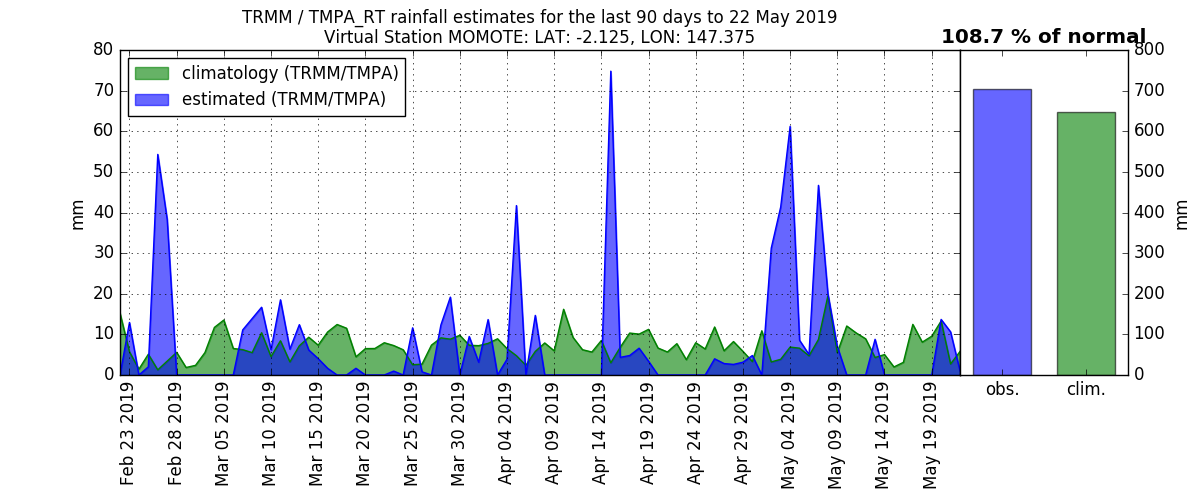 TRMM / TMPA_RT rainfall estimates for the last 90 days to 22 May 2019
Virtual Station MOMOTE: LAT: -2.125, LON: 147.375
108.7 % of normal
climatology (TRMM/TMPA)
estimated (TRMM/TMPA)
80
70
60
50
40
30
20
10
0
mm
Feb 23 2019
Feb 28 2019
Mar 05 2019
Mar 10 2019
Mar 15 2019
Mar 20 2019
Mar 25 2019
Mar 30 2019
Apr 04 2019
Apr 09 2019
Apr 14 2019
Apr 19 2019
Apr 24 2019
Apr 29 2019
May 04 2019
May 09 2019
May 14 2019
May 19 2019
obs.
clim.
800
700
600
500
400
300
200
100
0
mm